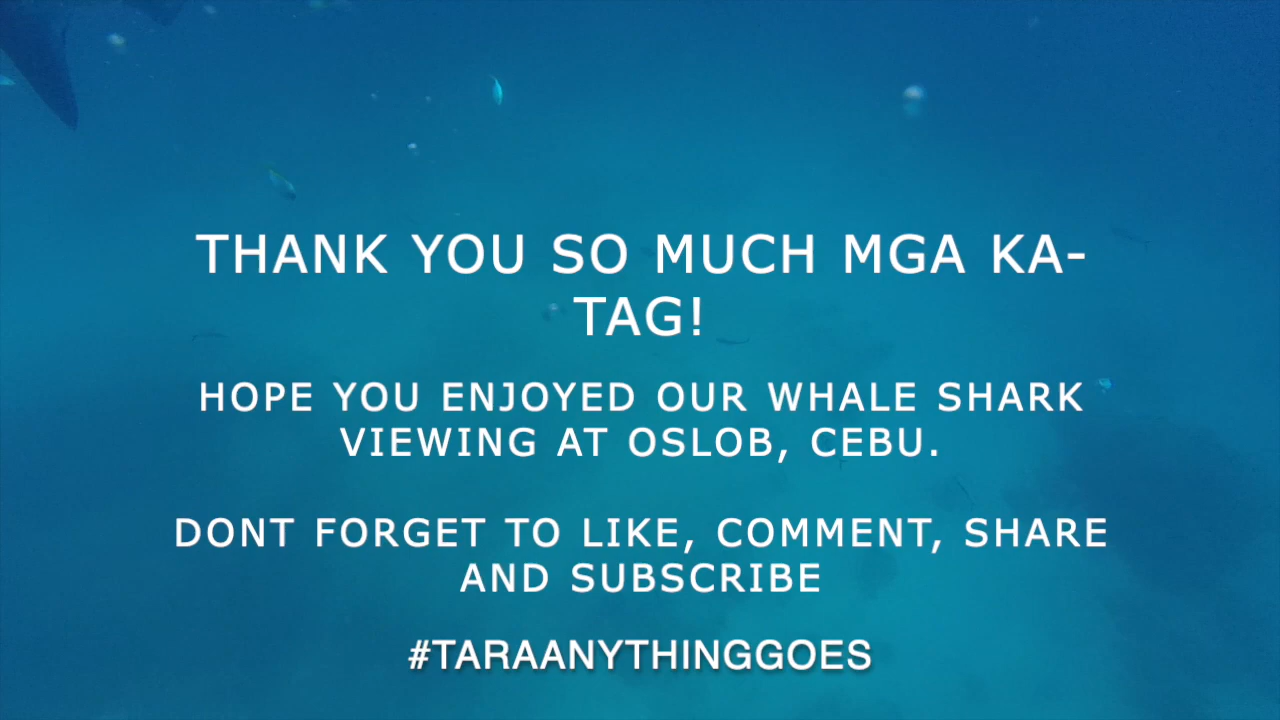 THANK YOU SO MUCH MGA KA-
TAG!
HOPE YOU ENJOYED OUR WHALE SHARK
VIEWING AT OSLOB, CEBU.
DONT FORGET TO LIKE, COMMENT, SHARE
AND SUBSCRIBE
#TARAANYTHINGGOES